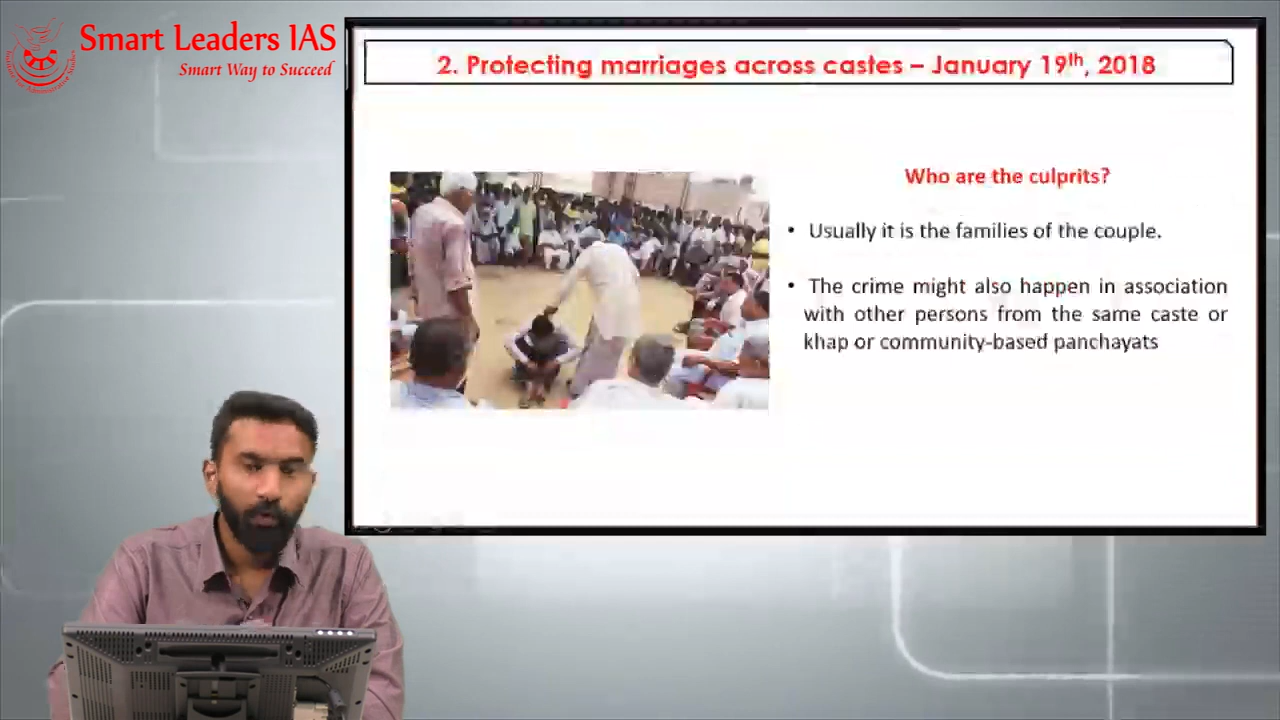 Smart Leaders IAS
Smart Way to Succeed
2. Protecting marriages across castes – January 19th, 2018
Who are the culprits?
• Usually it is the families of the couple.
• The crime might also happen in association
with other persons from the same caste or
khap or community-based panchayats